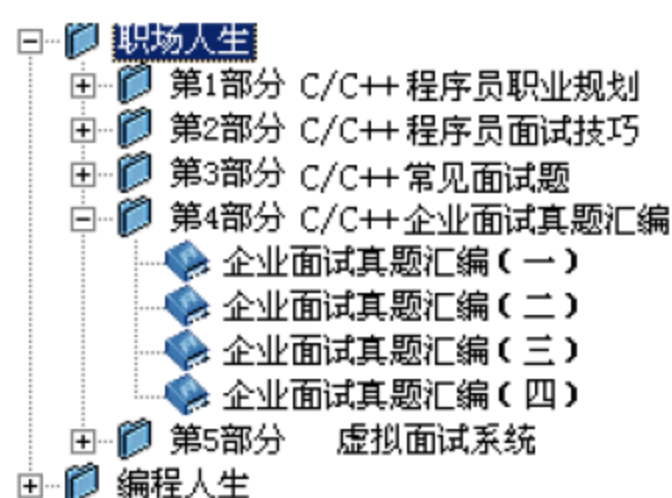 职场人生
第1部分 C/C++程序员职业规划
第2部分 C/C++程序员面试技巧
第3部分 C/C++常见面试题
第4部分 C/C++企业面试真题汇编
企业面试真题汇编(一)
企业面试真题汇编(二)
企业面试真题汇编(三)
企业面试真题汇编(四)
第5部分 虚拟面试系统
编程人生